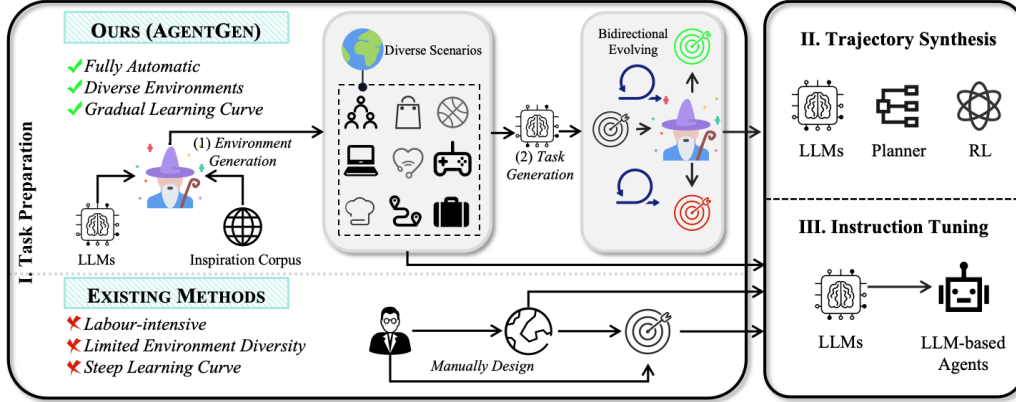 I. Task Preparation
OURS (AGENTGEN)
Fully Automatic
Diverse Environments
Gradual Learning Curve
(1) Environment
Generation
LLMs
Inspiration Corpus
Diverse Scenarios
(2) Task
Generation
Bidirectional
Evolving
EXISTING METHODS
Labour-intensive
Limited Environment Diversity
Steep Learning Curve
Manually Design
II. Trajectory Synthesis
LLMs
Planner
RL
III. Instruction Tuning
LLMs
LLM-based
Agents